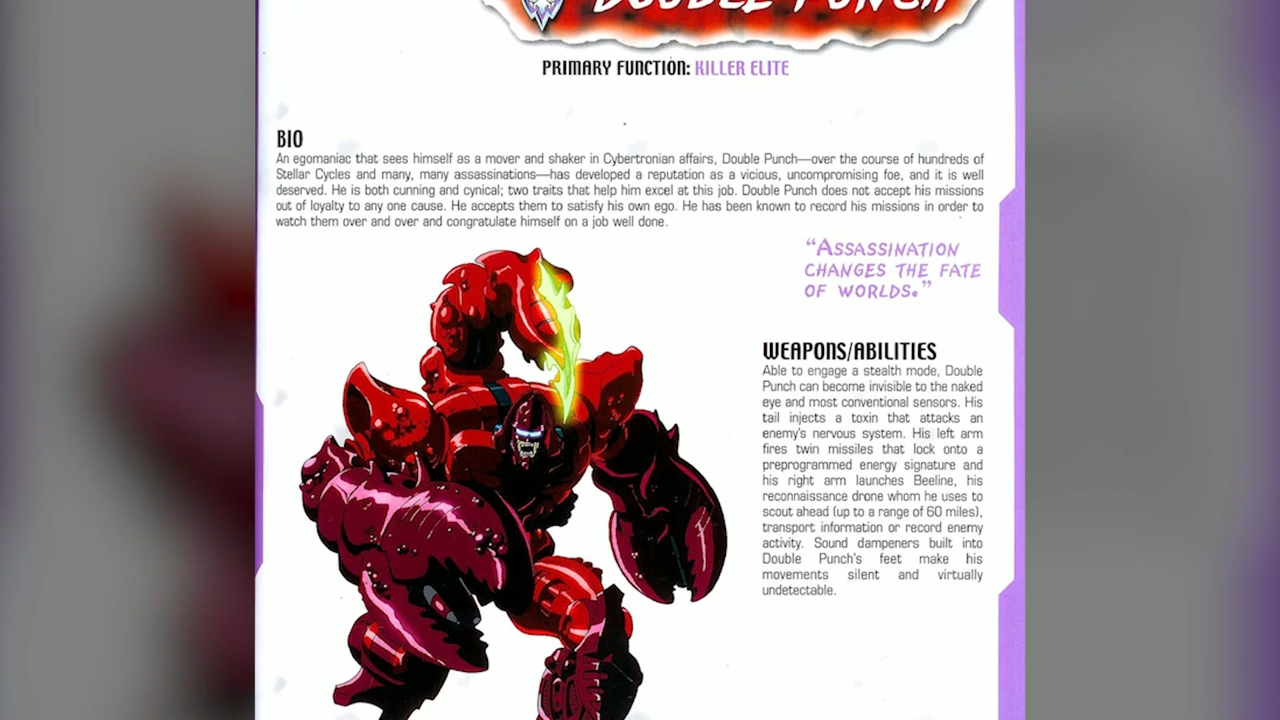 DOUBLE PUNCH
PRIMARY FUNCTION: KILLER ELITE
BIO
An egomaniac that sees himself as a mover and shaker in Cybertronian affairs, Double Punch—over the course of hundreds of
Stellar Cycles and many, many assassinations—has developed a reputation as a vicious, uncompromising foe, and it is well
deserved. He is both cunning and cynical; two traits that help him excel at this job. Double Punch does not accept his missions
out of loyalty to any one cause. He accepts them to satisfy his own ego. He has been known to record his missions in order to
watch them over and over and congratulate himself on a job well done.
“ASSASSINATION
CHANGES THE FATE
OF WORLDS.”
WEAPONS/ABILITIES
Able to engage a stealth mode, Double
Punch can become invisible to the naked
eye and most conventional sensors. His
tail injects a toxin that attacks an
enemy's nervous system. His left arm
fires twin missiles that lock onto a
preprogrammed energy signature and
his right arm launches Beeline, his
reconnaissance drone whom he uses to
scout ahead (up to a range of 60 miles),
transport information or record enemy
activity. Sound dampeners built into
Double Punch's feet make his
movements silent and virtually
undetectable.